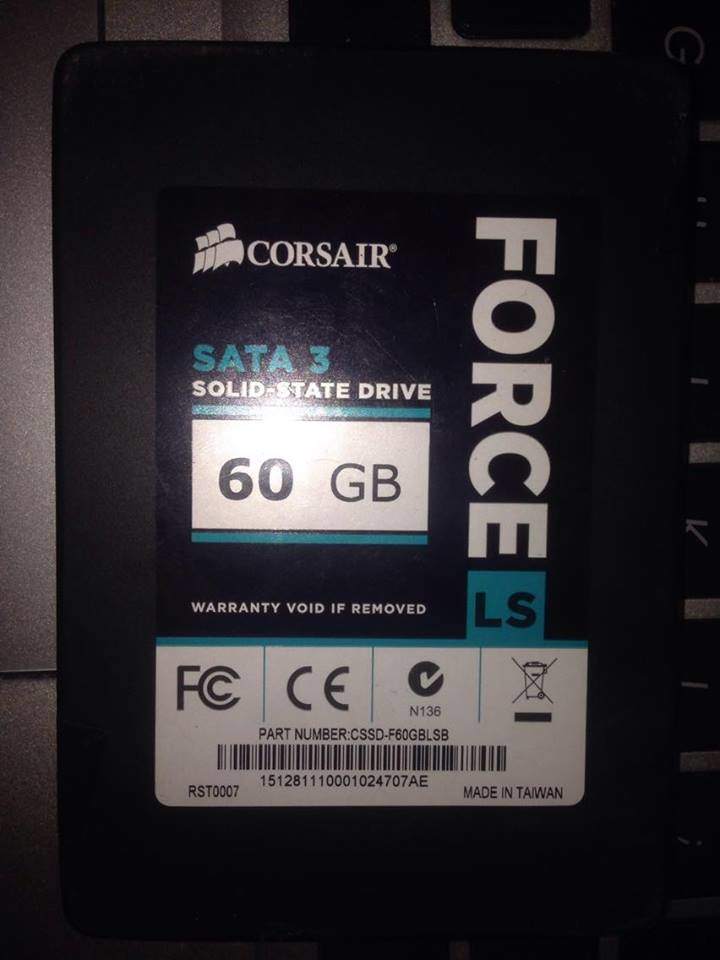 CORSAIR®
SATA 3
SOLID-STATE DRIVE
60 GB
FORCE
LS
WARRANTY VOID IF REMOVED
FC CE
N136
PART NUMBER:CSSD-F60GBLSB
151281110001024707AE
RST0007
MADE IN TAIWAN
G
K